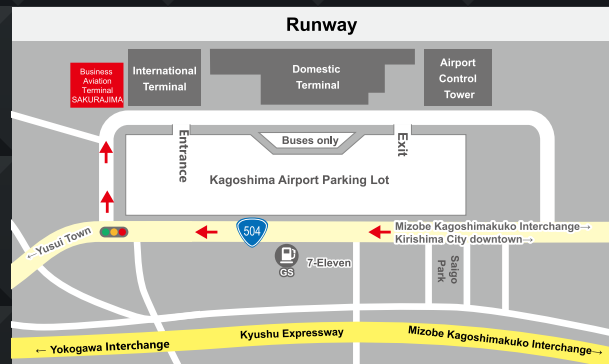 Runway
Business
Aviation
Terminal
SAKURAJIMA
International
Terminal
Domestic
Terminal
Airport
Control
Tower
Entrance
Buses only
Exit
Kagoshima Airport Parking Lot
←Yusui Town
504
Mizobe Kagoshimakuko Interchange→
Kirishima City downtown→
GS
7-Eleven
Saigo
Park
← Yokogawa Interchange
Kyushu Expressway
Mizobe Kagoshimakuko Interchange→